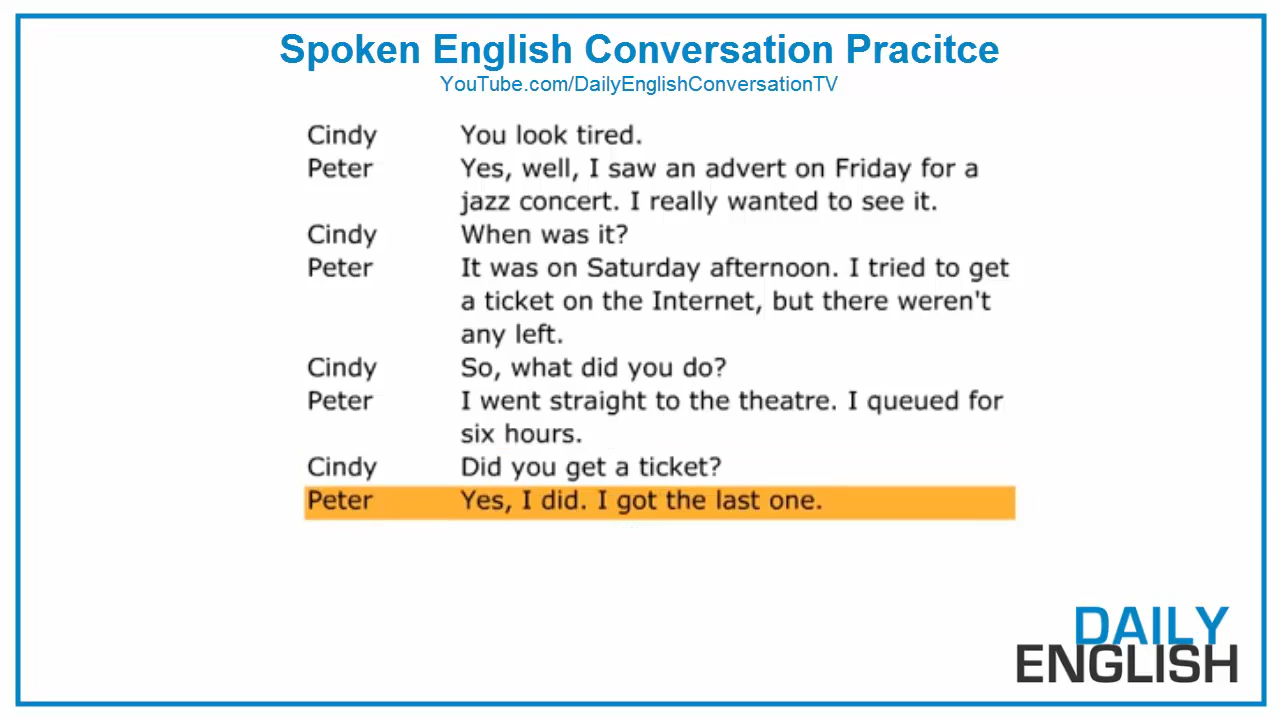 Spoken English Conversation Pracitce
YouTube.com/DailyEnglishConversationTV
Cindy You look tired.
Peter Yes, well, I saw an advert on Friday for a
jazz concert. I really wanted to see it.
Cindy When was it?
Peter It was on Saturday afternoon. I tried to get
a ticket on the Internet, but there weren't
any left.
Cindy So, what did you do?
Peter I went straight to the theatre. I queued for
six hours.
Cindy Did you get a ticket?
Peter Yes, I did. I got the last one.
DAILY
ENGLISH